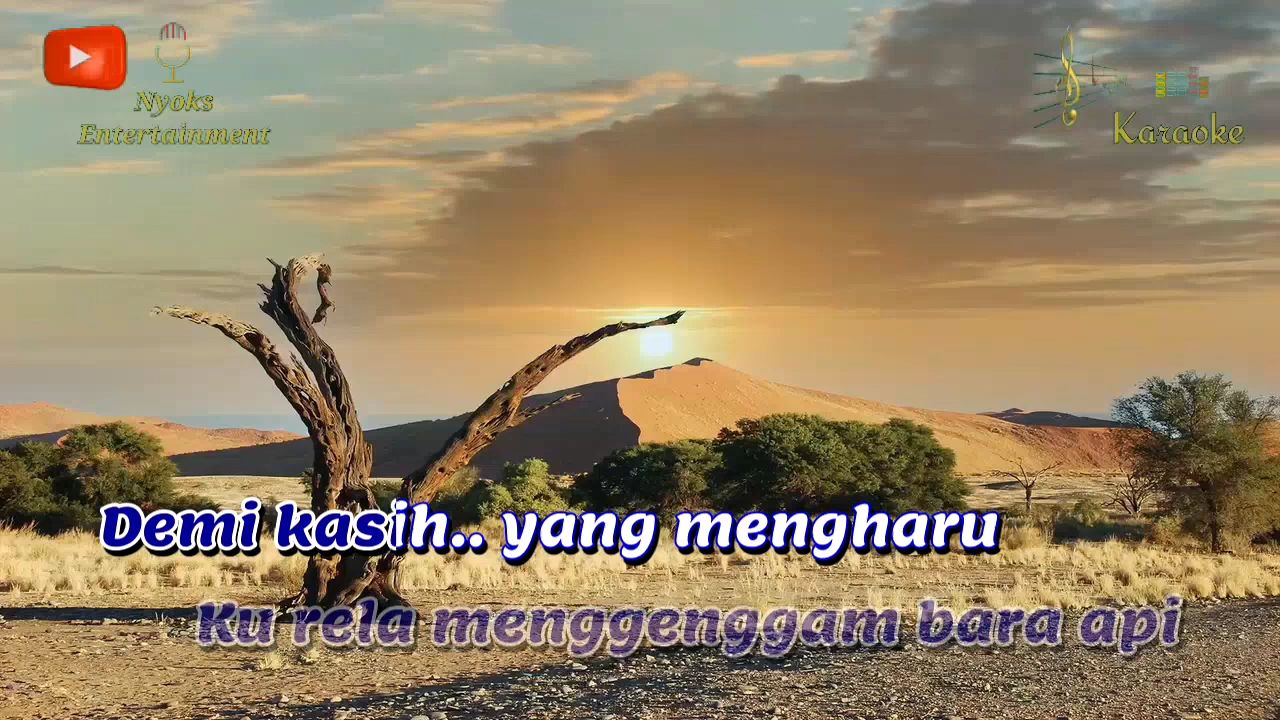 Nyoks
Entertainment
Karaoke
Demi kasih.. yang mengharu
Ku rela menggenggam bara api